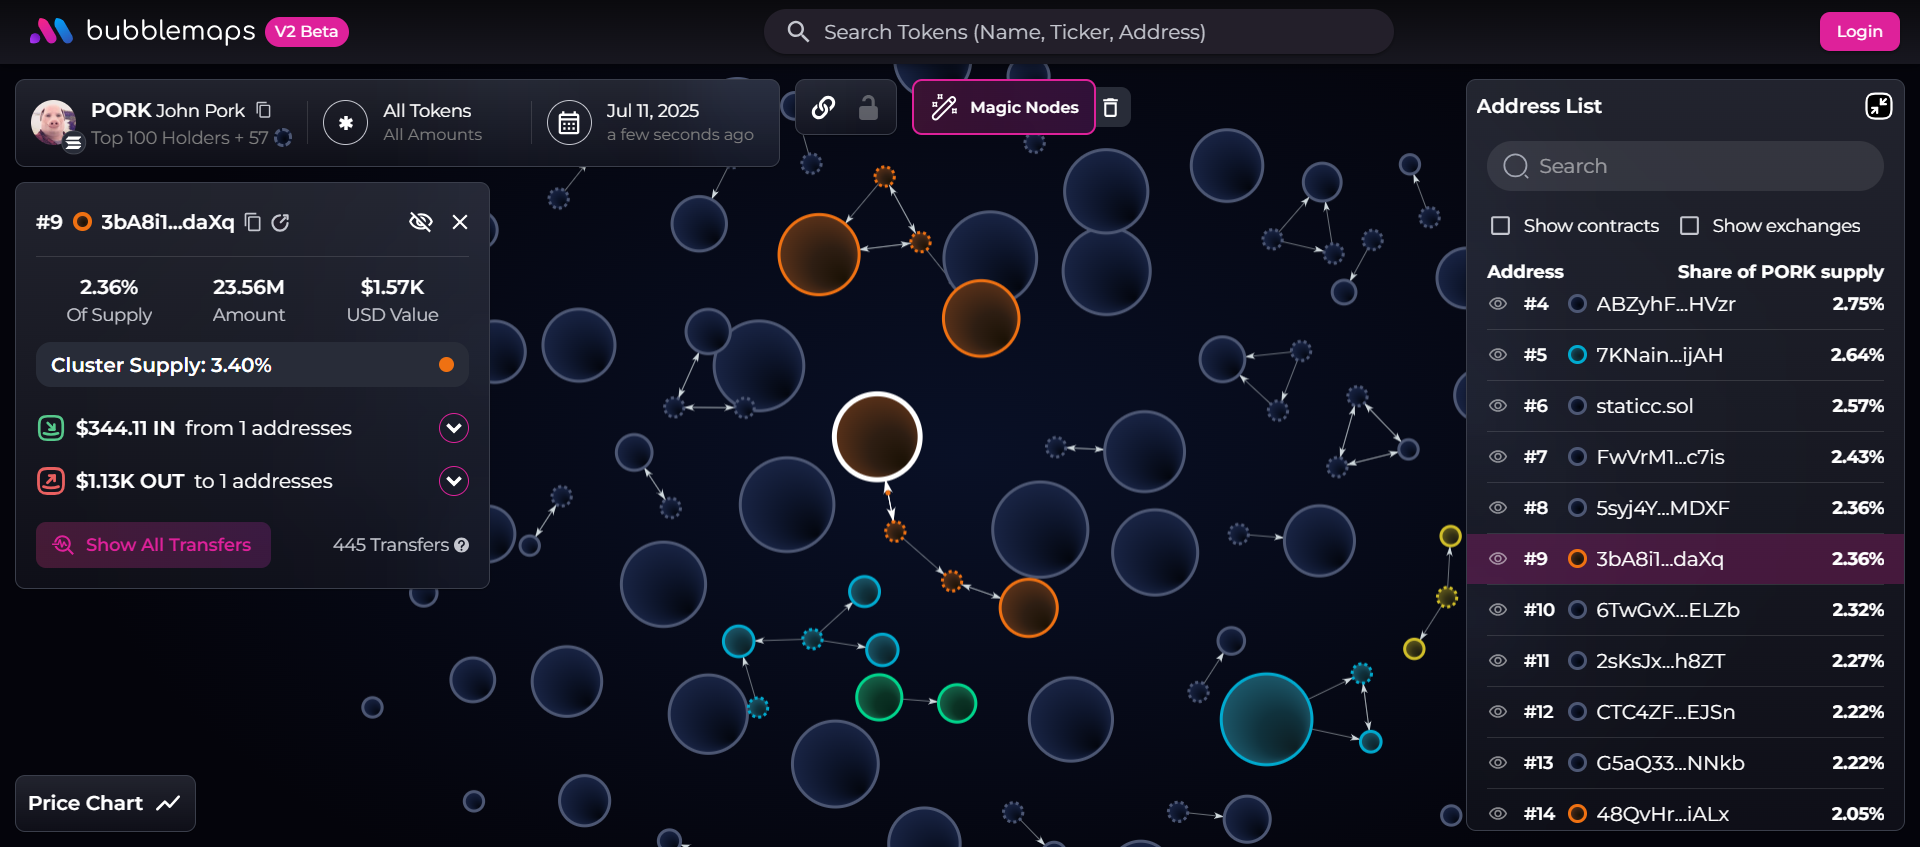 bubblemaps V2 Beta
Search Tokens (Name, Ticker, Address)
Login
PORK John Pork
Top 100 Holders + 57
All Tokens
All Amounts
Jul 11, 2025
a few seconds ago
Magic Nodes
#9 3bA8i1...daXq
2.36% 23.56M $1.57K
Of Supply Amount USD Value
Cluster Supply: 3.40%
$344.11 IN from 1 addresses
$1.13K OUT to 1 addresses
Show All Transfers 445 Transfers ?
Price Chart
Address List
Search
Show contracts Show exchanges
Address Share of PORK supply
#4 ABZyhF...HVzr 2.75%
#5 7KNain...ijAH 2.64%
#6 staticc.sol 2.57%
#7 FwVrM1...c7is 2.43%
#8 5syj4Y...MDXF 2.36%
#9 3bA8i1...daXq 2.36%
#10 6TwGvX...ELZb 2.32%
#11 2sKsJx...h8ZT 2.27%
#12 CTC4ZF...EJSn 2.22%
#13 G5aQ33...NNkb 2.22%
#14 48QvHr...iALx 2.05%